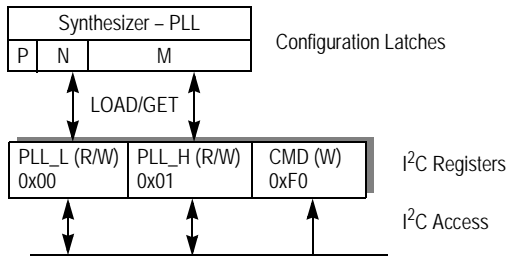 Synthesizer – PLL
P N M
Configuration Latches
LOAD/GET
PLL_L (R/W) PLL_H (R/W) CMD (W)
0x00 0x01 0xF0
I²C Registers
I²C Access